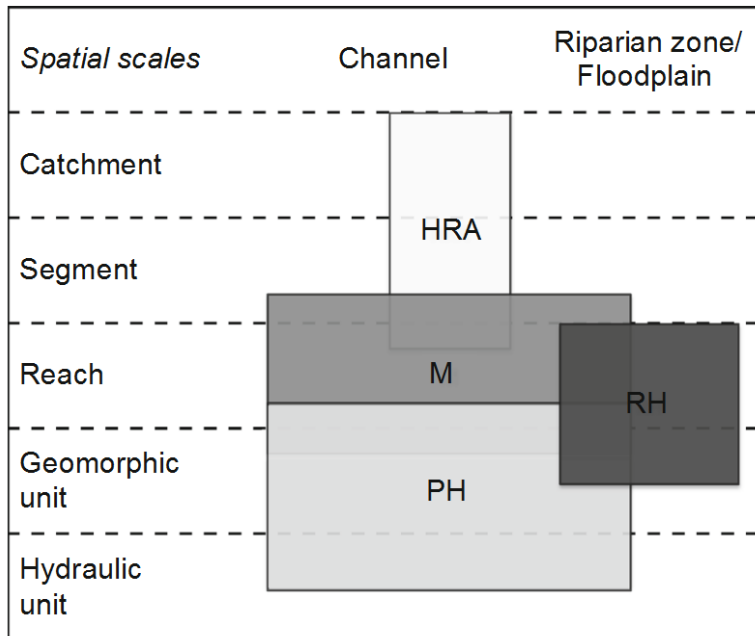 Spatial scales
Channel
Riparian zone/
Floodplain
Catchment
HRA
Segment
Reach
M
RH
Geomorphic
unit
PH
Hydraulic
unit